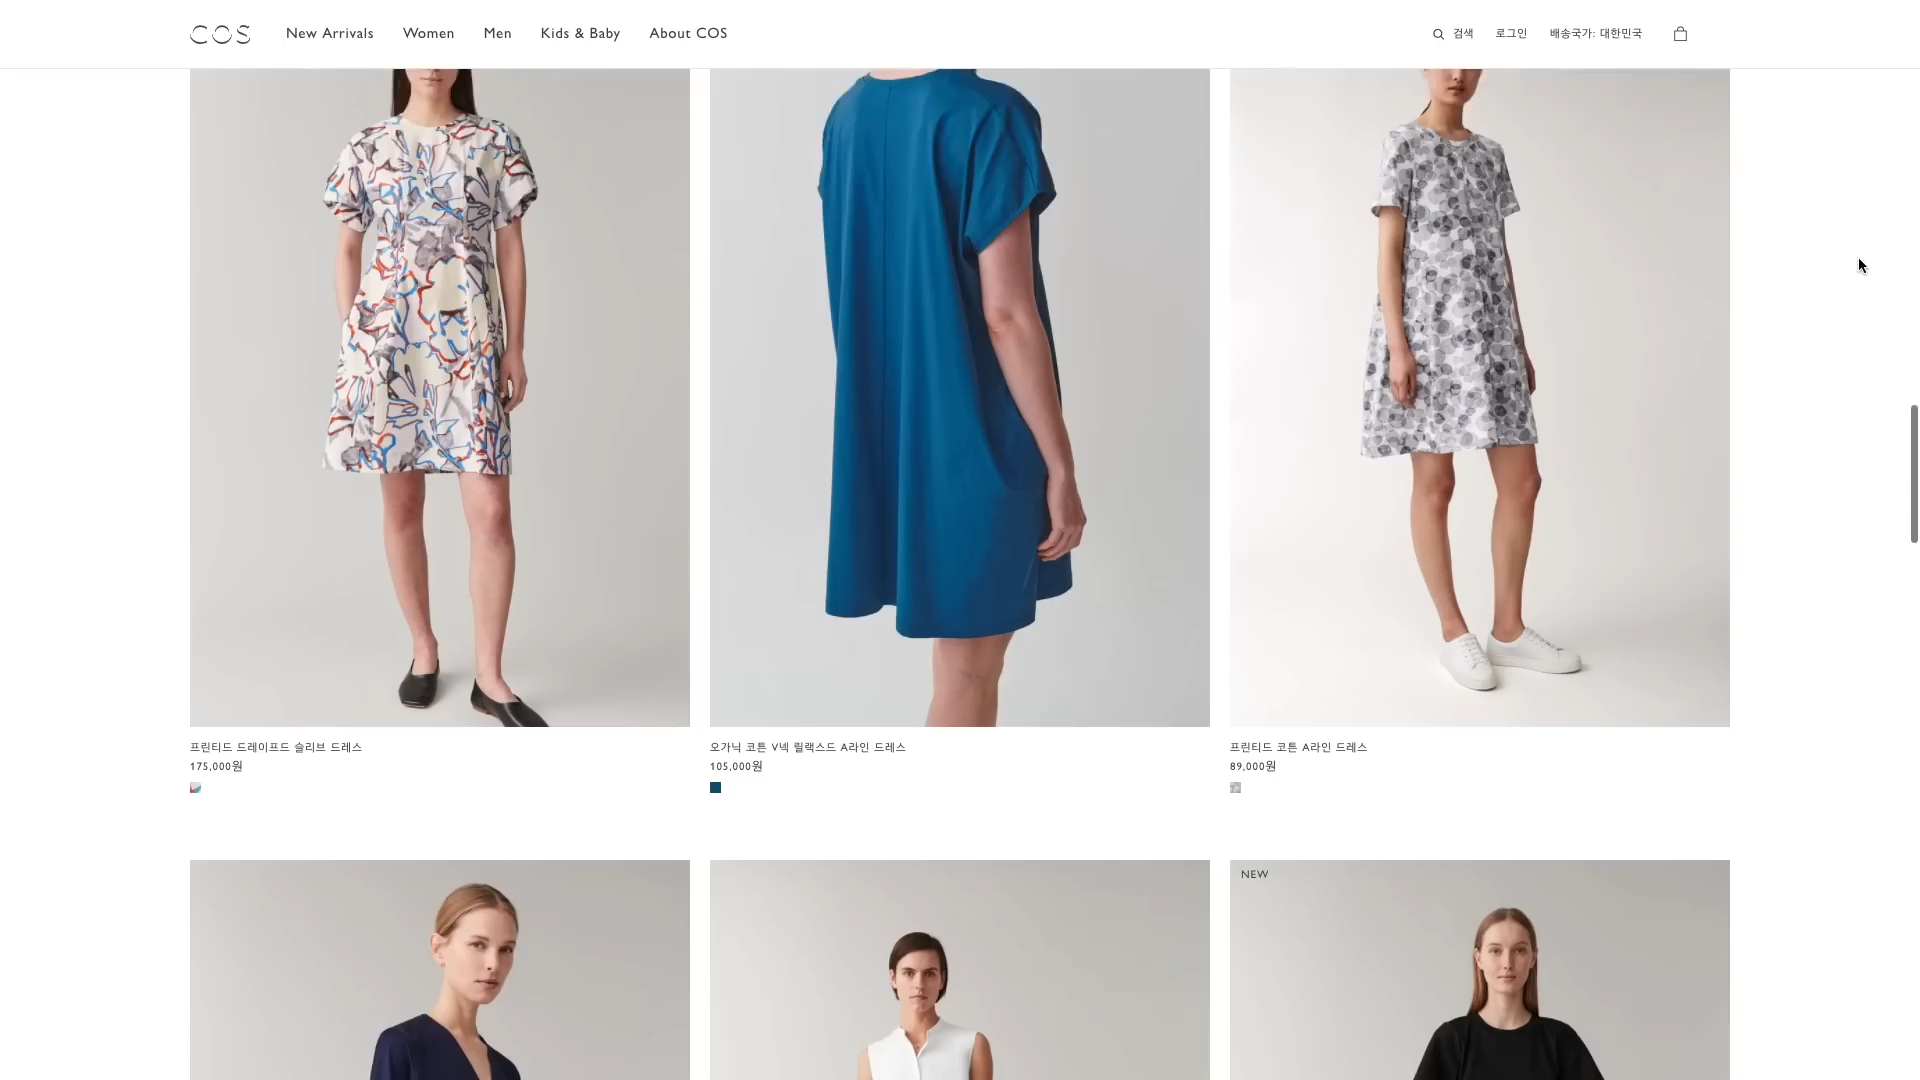 COS New Arrivals Women Men Kids & Baby About COS 검색 로그인 배송국가: 대한민국
프린티드 드레이프드 슬리브 드레스
175,000원
오가닉 코튼 V넥 릴랙스드 A라인 드레스
105,000원
프린티드 코튼 A라인 드레스
89,000원
NEW